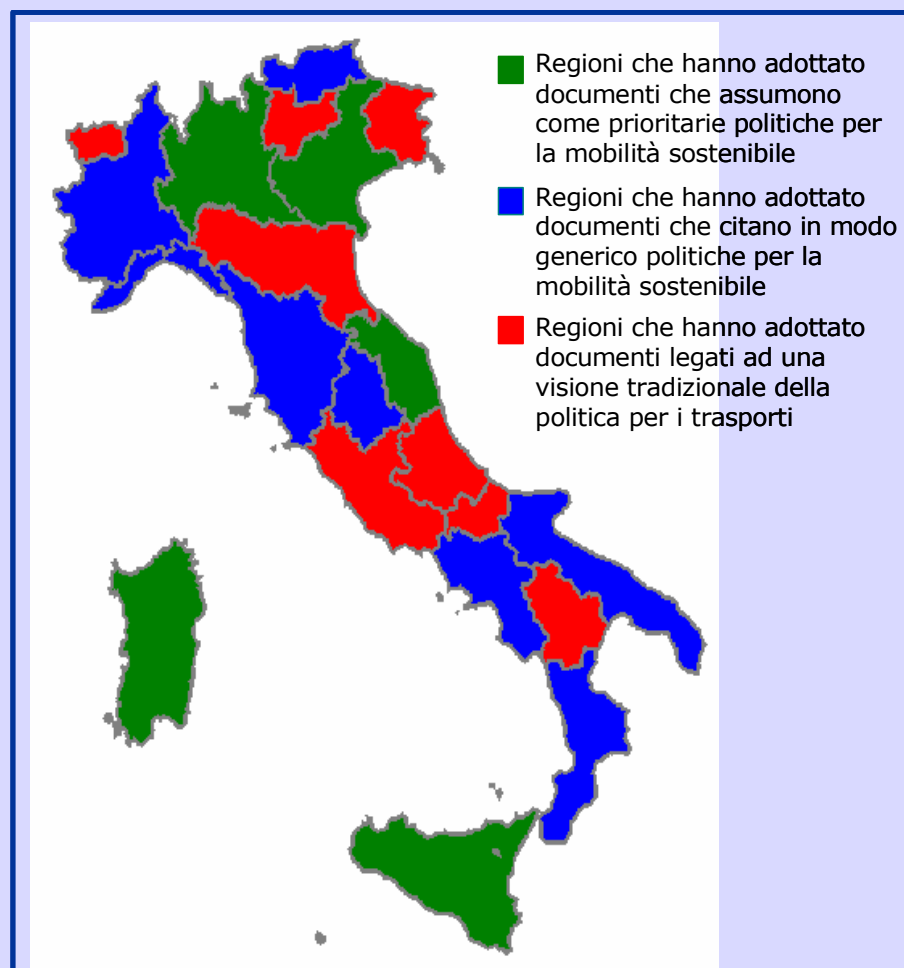 Regioni che hanno adottato
documenti che assumono
come prioritarie politiche per
la mobilità sostenibile
Regioni che hanno adottato
documenti che citano in modo
generico politiche per la
mobilità sostenibile
Regioni che hanno adottato
documenti legati ad una
visione tradizionale della
politica per i trasporti